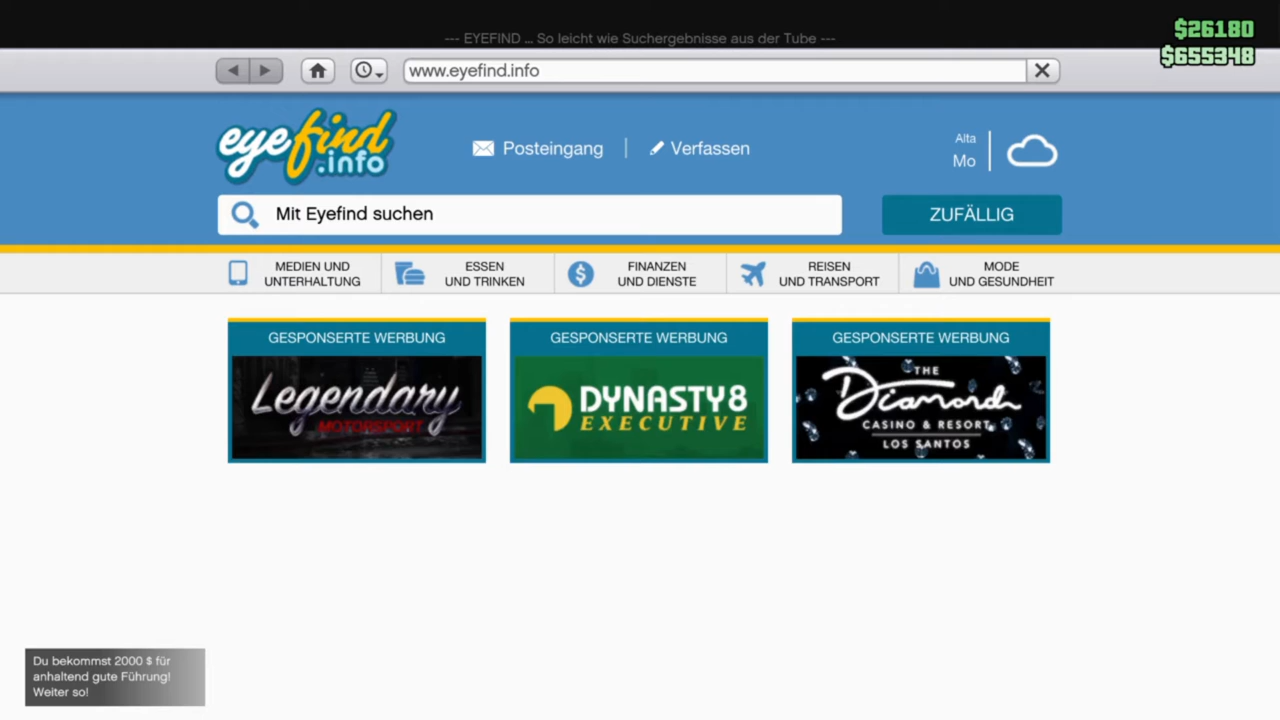 --- EYEFIND ... So leicht wie Suchergebnisse aus der Tube ---
$26180
$655348
www.eyefind.info
eyefind
.info
Posteingang
Verfassen
Alta
Mo
Mit Eyefind suchen
ZUFÄLLIG
MEDIEN UND
UNTERHALTUNG
ESSEN
UND TRINKEN
FINANZEN
UND DIENSTE
REISEN
UND TRANSPORT
MODE
UND GESUNDHEIT
GESPONSERTE WERBUNG
Legendary
MOTORSPORT
GESPONSERTE WERBUNG
DYNASTY8
EXECUTIVE
GESPONSERTE WERBUNG
THE
Diamond
CASINO & RESORT
LOS SANTOS
Du bekommst 2000 $ für
anhaltend gute Führung!
Weiter so!